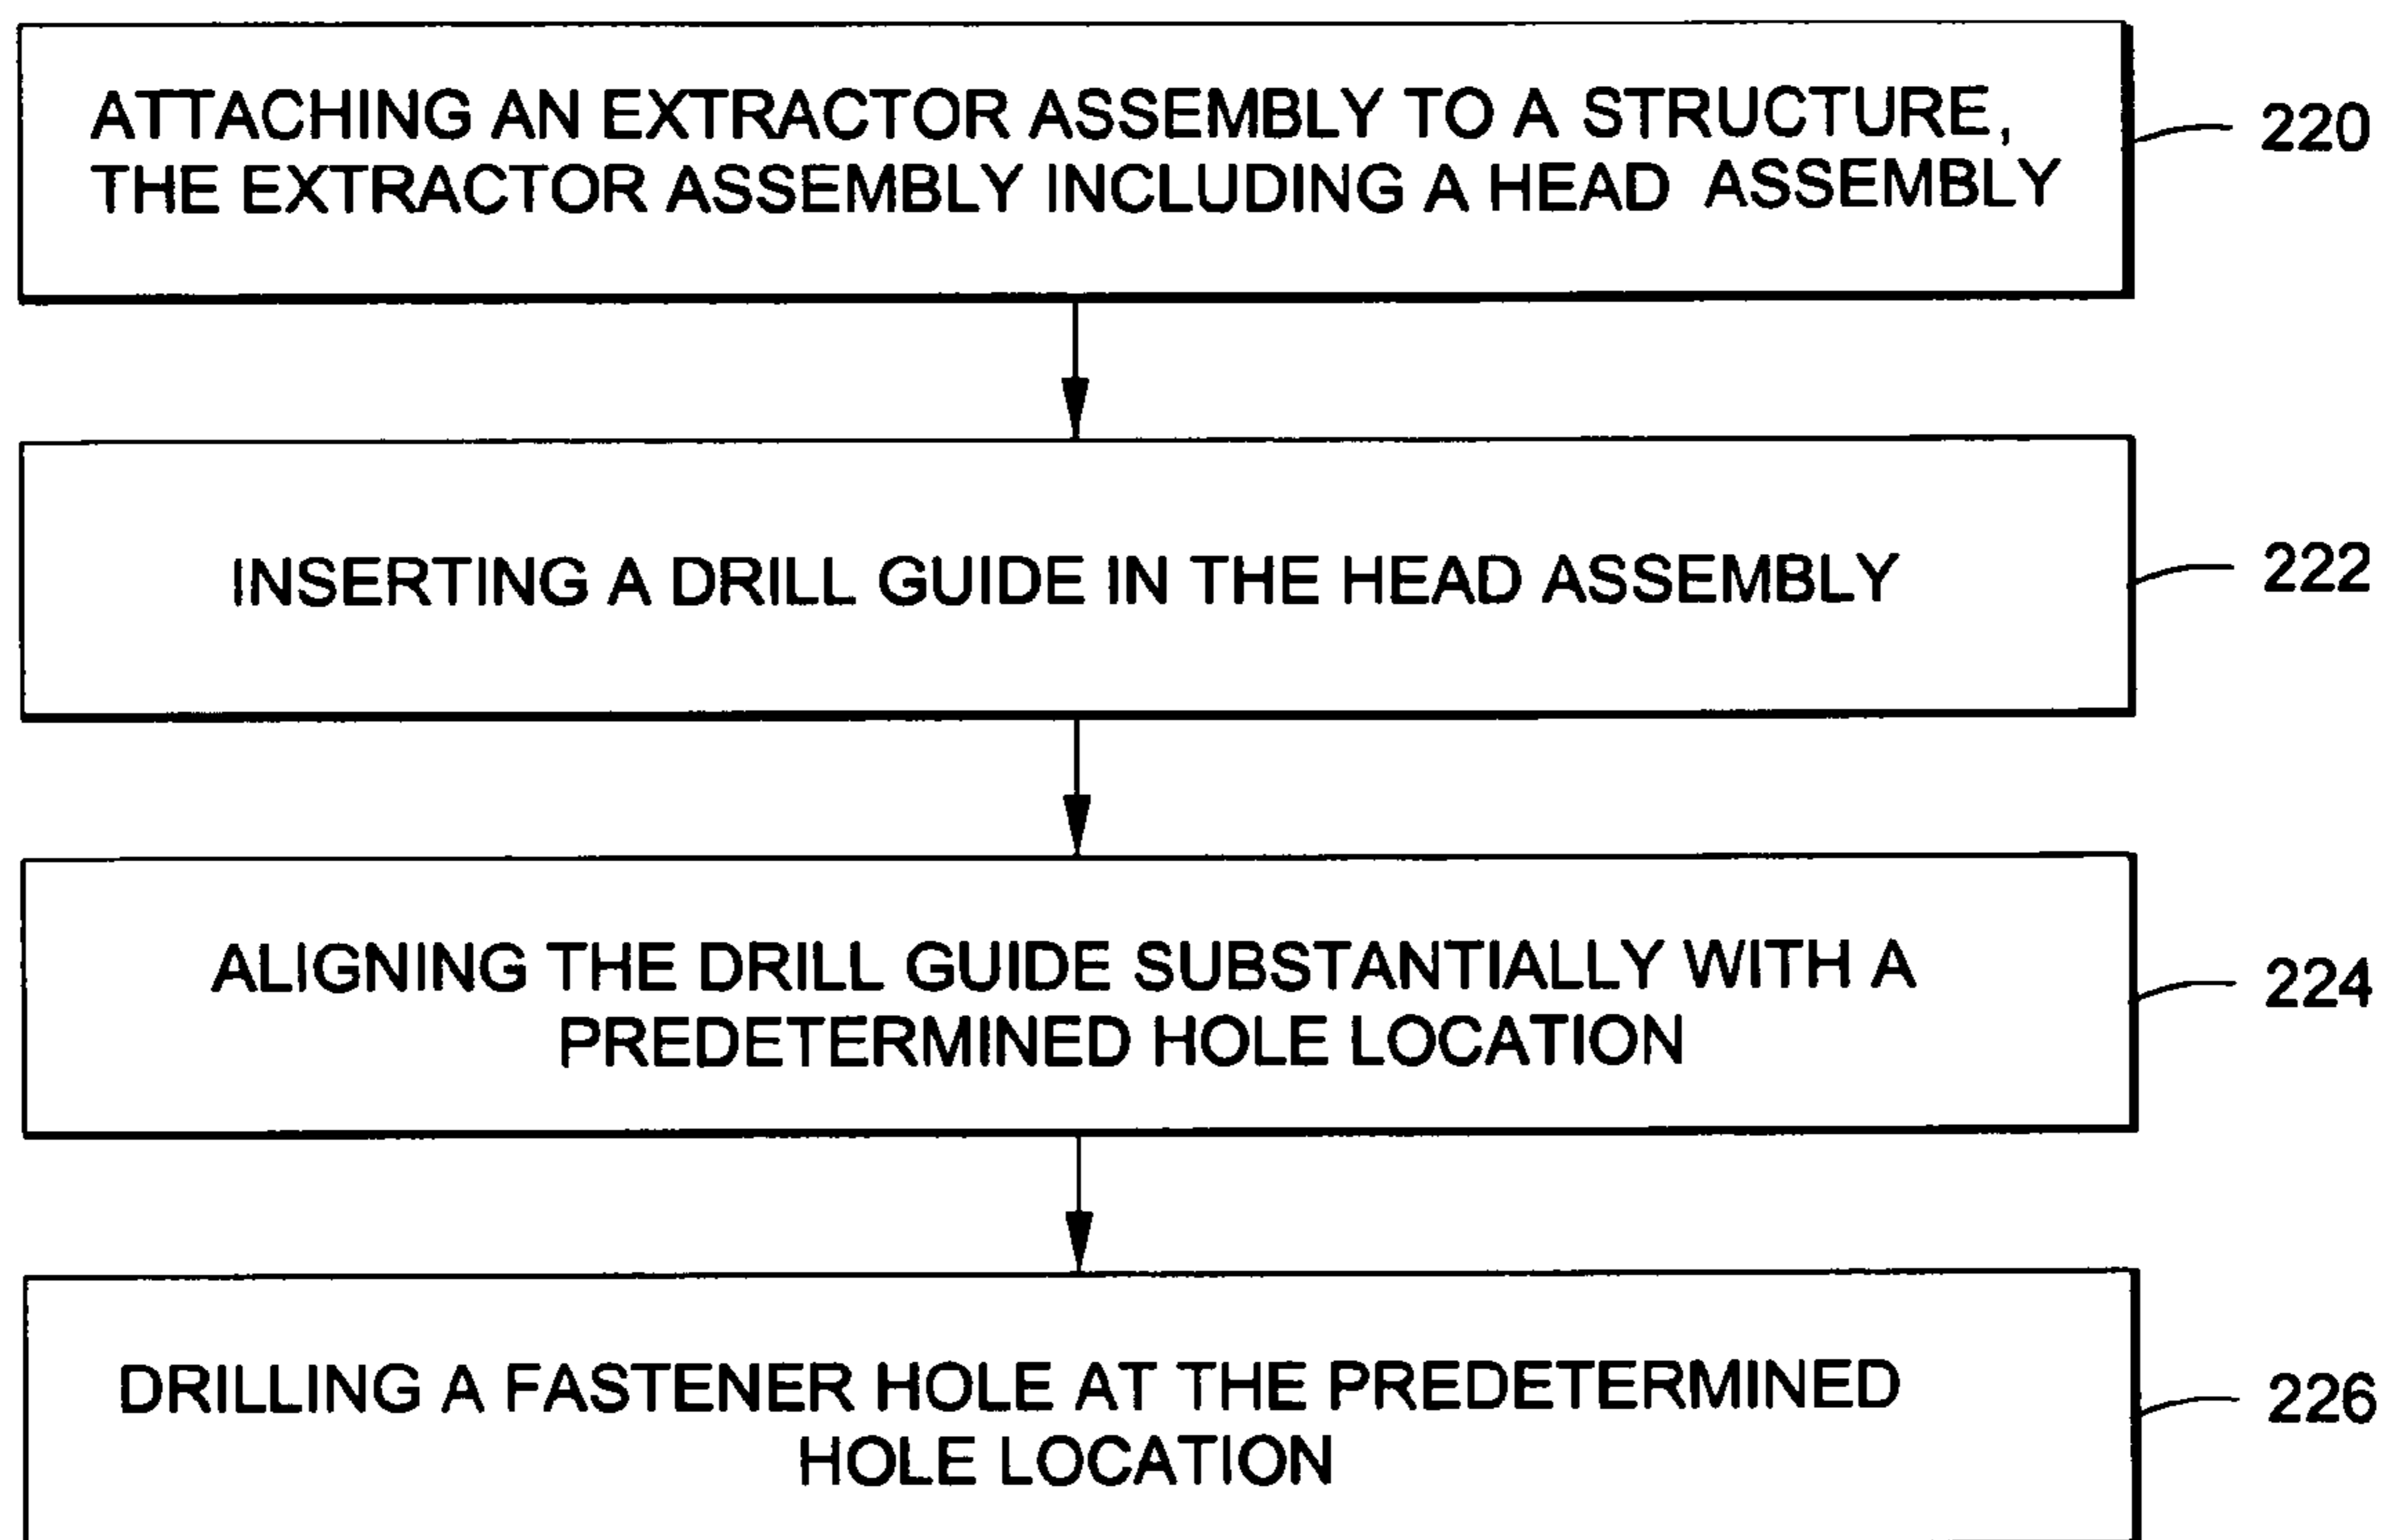 ATTACHING AN EXTRACTOR ASSEMBLY TO A STRUCTURE,
THE EXTRACTOR ASSEMBLY INCLUDING A HEAD ASSEMBLY
220
INSERTING A DRILL GUIDE IN THE HEAD ASSEMBLY
222
ALIGNING THE DRILL GUIDE SUBSTANTIALLY WITH A
PREDETERMINED HOLE LOCATION
224
DRILLING A FASTENER HOLE AT THE PREDETERMINED
HOLE LOCATION
226